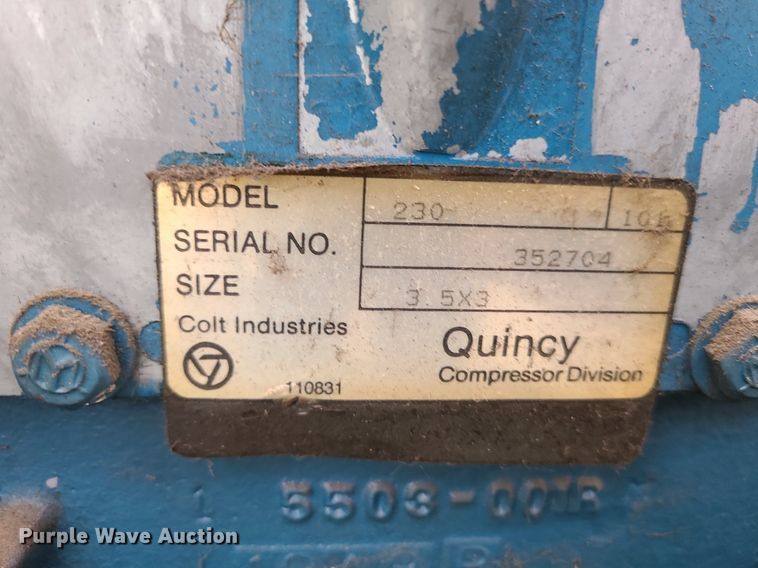 MODEL 230
SERIAL NO. 352704
SIZE 3.5X3
Colt Industries
Quincy
Compressor Division
110831
Purple Wave Auction